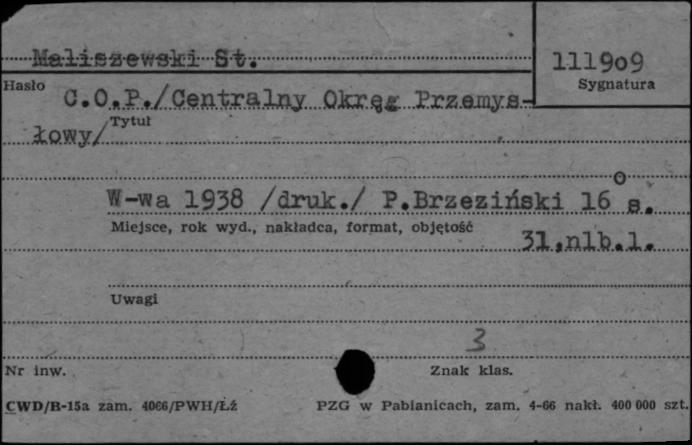 Maliszewski St.
111909
Hasło
Sygnatura
C.O.P./Centralny Okręg Przemys-
Tytuł
łowy/
W-wa 1938 /druk./ P.Brzeziński 16° s.
Miejsce, rok wyd., nakładca, format, objętość
31,nlb.1.
Uwagi
3
Nr inw.
Znak klas.
CWD/B-15a zam. 4066/PWH/Łź
PZG w Pabianicach, zam. 4-66 nakł. 400 000 szt.